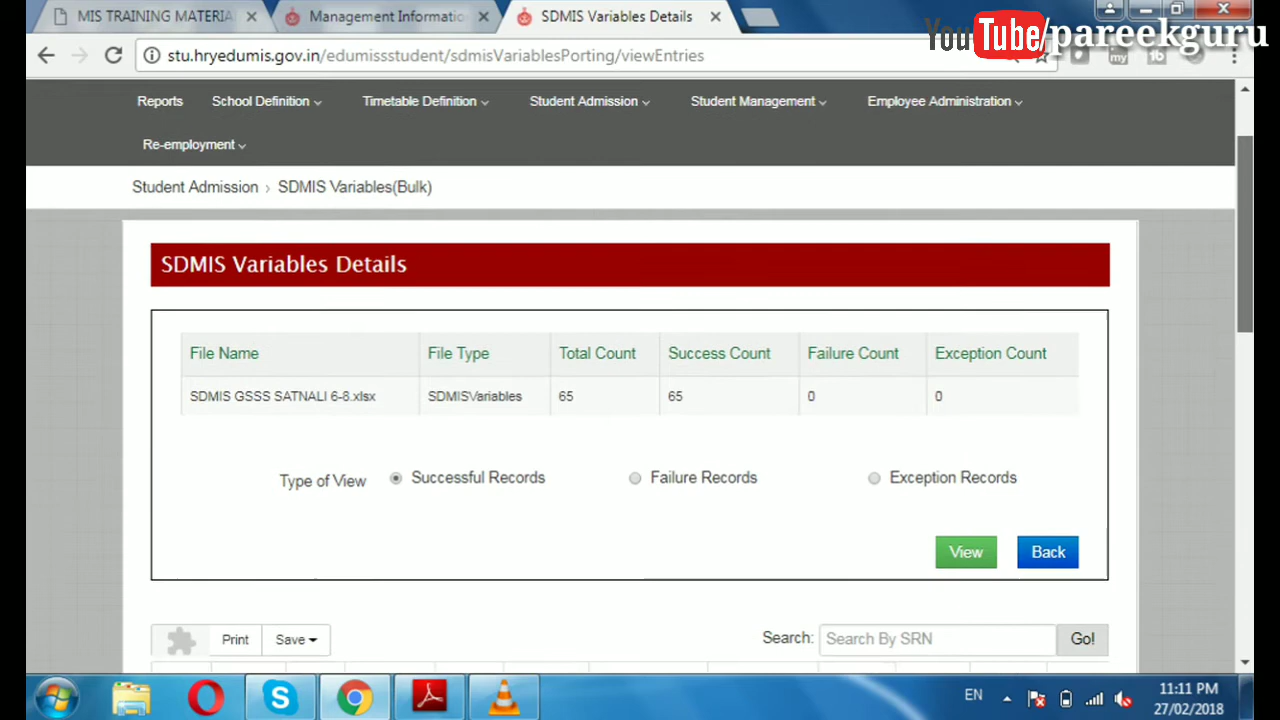 MIS TRAINING MATERIA
Management Informatio
SDMIS Variables Details
YouTube/pareekguru
stu.hryedumis.gov.in/edumissstudent/sdmisVariablesPorting/viewEntries
Reports School Definition Timetable Definition Student Admission Student Management Employee Administration
Re-employment
Student Admission › SDMIS Variables(Bulk)
SDMIS Variables Details
File Name File Type Total Count Success Count Failure Count Exception Count
SDMIS GSSS SATNALI 6-8.xlsx SDMISVariables 65 65 0 0
Type of View Successful Records Failure Records Exception Records
View Back
Print Save Search: Search By SRN Go!
EN
11:11 PM
27/02/2018